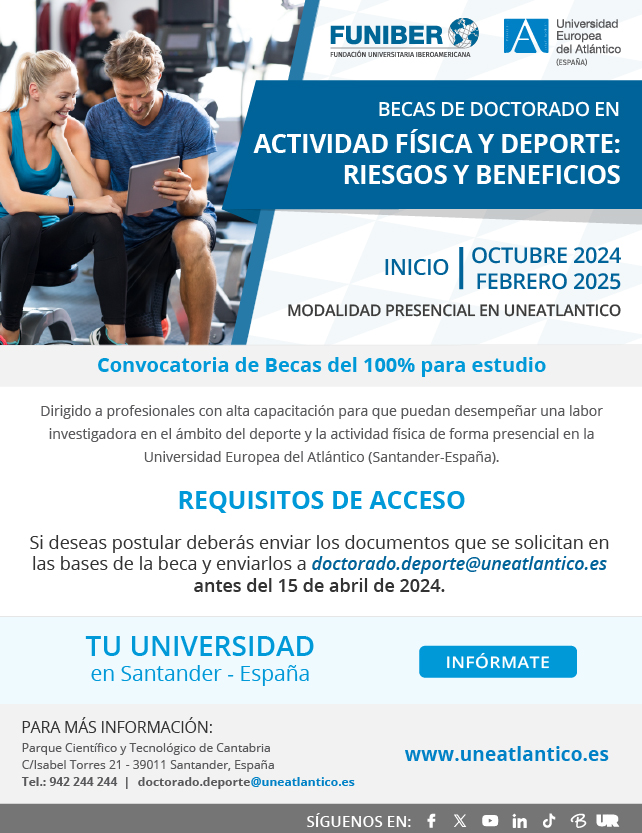 FUNIBER
FUNDACIÓN UNIVERSITARIA IBEROAMERICANA
Universidad
Europea
del Atlántico
(ESPAÑA)
BECAS DE DOCTORADO EN
ACTIVIDAD FÍSICA Y DEPORTE:
RIESGOS Y BENEFICIOS
INICIO
OCTUBRE 2024
FEBRERO 2025
MODALIDAD PRESENCIAL EN UNEATLANTICO
Convocatoria de Becas del 100% para estudio
Dirigido a profesionales con alta capacitación para que puedan desempeñar una labor
investigadora en el ámbito del deporte y la actividad física de forma presencial en la
Universidad Europea del Atlántico (Santander-España).
REQUISITOS DE ACCESO
Si deseas postular deberás enviar los documentos que se solicitan en
las bases de la beca y enviarlos a doctorado.deporte@uneatlantico.es
antes del 15 de abril de 2024.
TU UNIVERSIDAD
en Santander - España
INFÓRMATE
PARA MÁS INFORMACIÓN:
Parque Científico y Tecnológico de Cantabria
C/Isabel Torres 21 - 39011 Santander, España
Tel.: 942 244 244 | doctorado.deporte@uneatlantico.es
www.uneatlantico.es
SÍGUENOS EN: